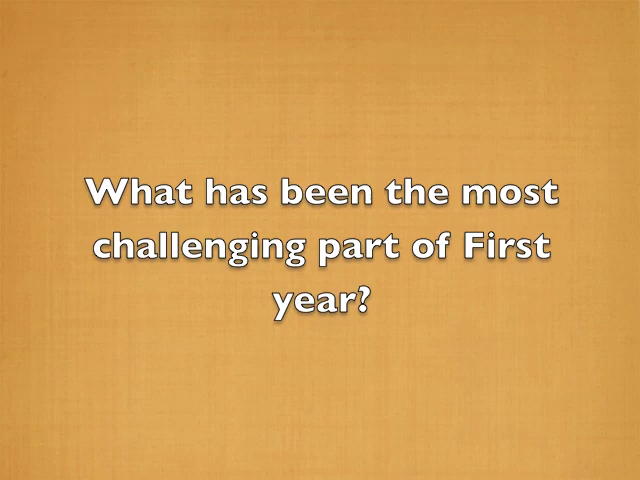 What has been the most
challenging part of First
year?